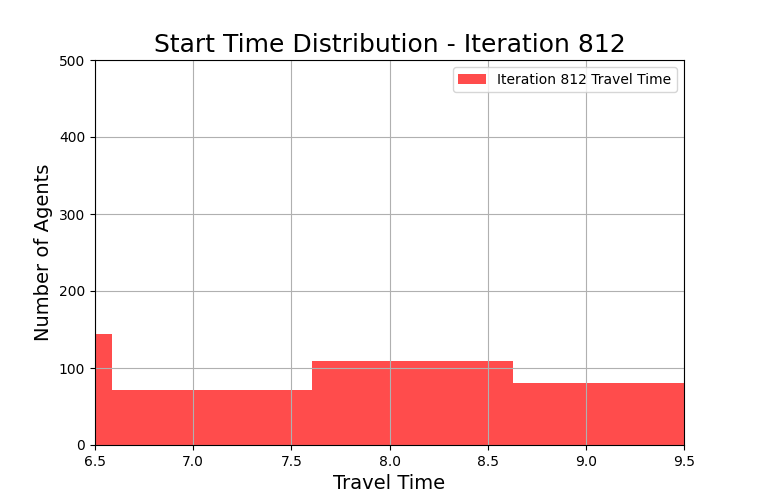 Start Time Distribution - Iteration 812
500
Iteration 812 Travel Time
400
300
200
100
0
Number of Agents
6.5 7.0 7.5 8.0 8.5 9.0 9.5
Travel Time